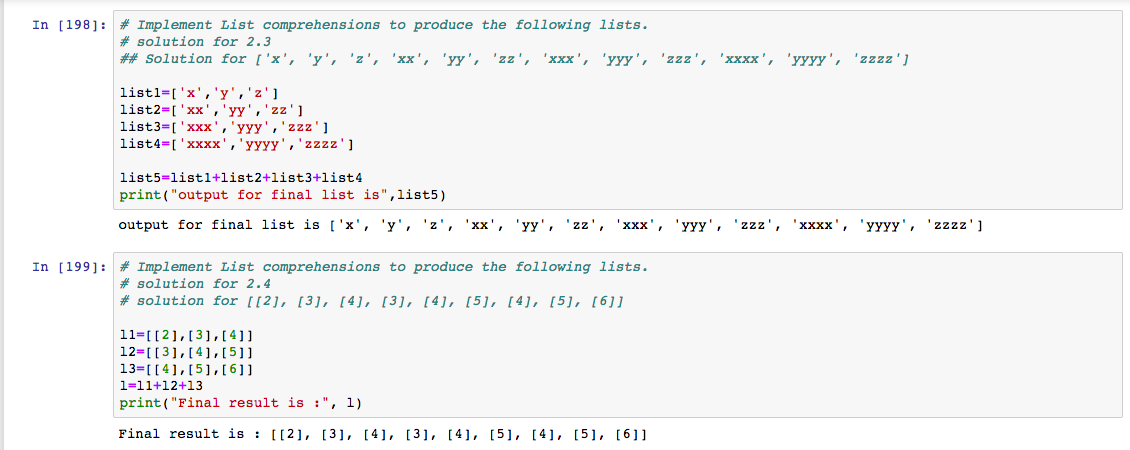 In [198]: # Implement List comprehensions to produce the following lists.
# solution for 2.3
## Solution for ['x', 'y', 'z', 'xx', 'yy', 'zz', 'xxx', 'yyy', 'zzz', 'xxxx', 'yyyy', 'zzzz']
list1=['x','y','z']
list2=['xx','yy','zz']
list3=['xxx','yyy','zzz']
list4=['xxxx','yyyy','zzzz']
list5=list1+list2+list3+list4
print("output for final list is",list5)
output for final list is ['x', 'y', 'z', 'xx', 'yy', 'zz', 'xxx', 'yyy', 'zzz', 'xxxx', 'yyyy', 'zzzz']
In [199]: # Implement List comprehensions to produce the following lists.
# solution for 2.4
# solution for [[2], [3], [4], [3], [4], [5], [4], [5], [6]]
l1=[[2],[3],[4]]
l2=[[3],[4],[5]]
l3=[[4],[5],[6]]
l=l1+l2+l3
print("Final result is :", l)
Final result is : [[2], [3], [4], [3], [4], [5], [4], [5], [6]]